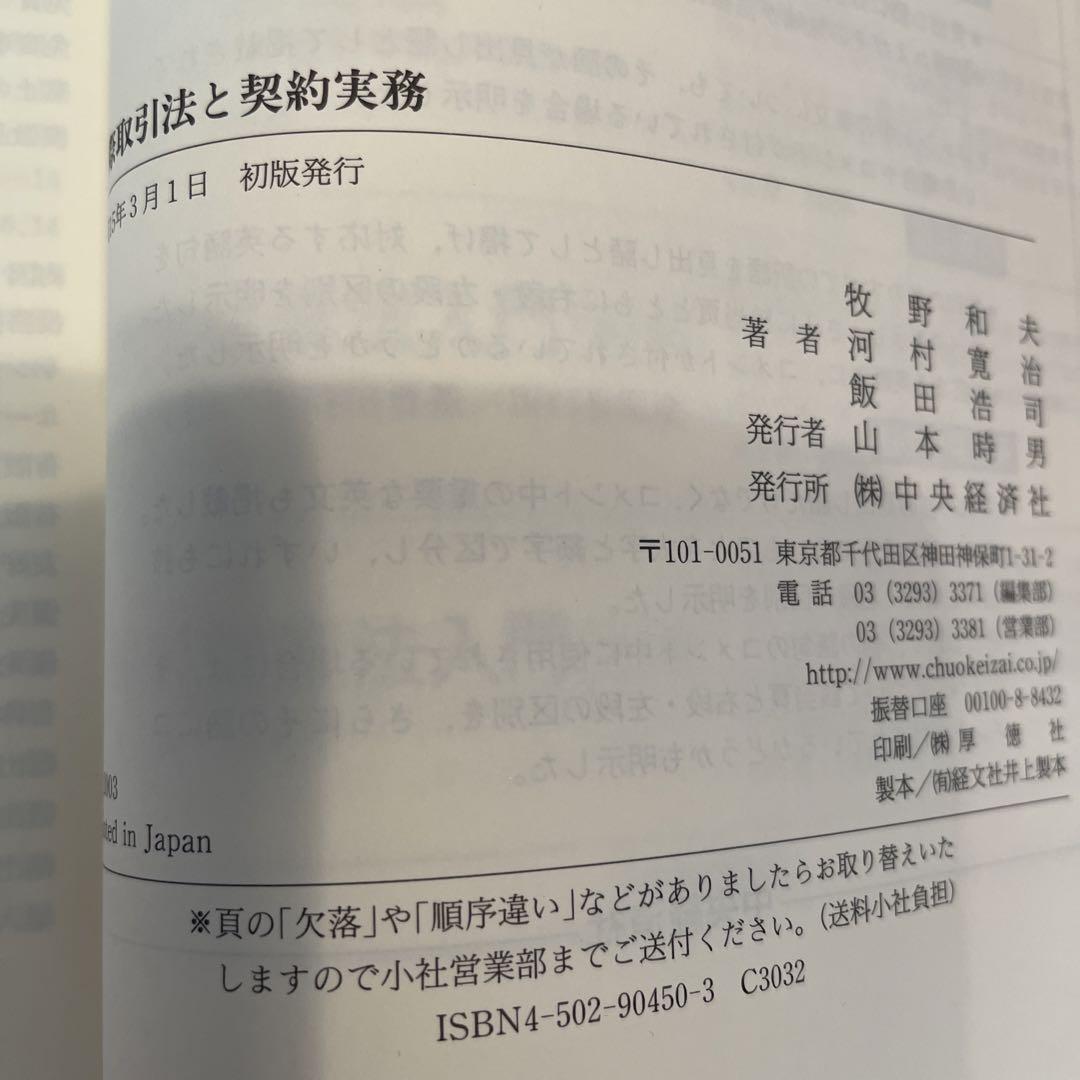 際取引法と契約実務
5年3月1日 初版発行
著者 牧野和夫
河村寛治
飯田浩司
発行者 山本時男
発行所 ㈱中央経済社
〒101-0051 東京都千代田区神田神保町1-31-2
電話 03 (3293) 3371 (編集部)
03 (3293) 3381 (営業部)
http://www.chuokeizai.co.jp/
振替口座 00100-8-8432
印刷/㈱厚徳社
製本/㈲経文社井上製本
003
ted in Japan
※頁の「欠落」や「順序違い」などがありましたらお取り替えいた
しますので小社営業部までご送付ください。(送料小社負担)
ISBN4-502-90450-3 C3032